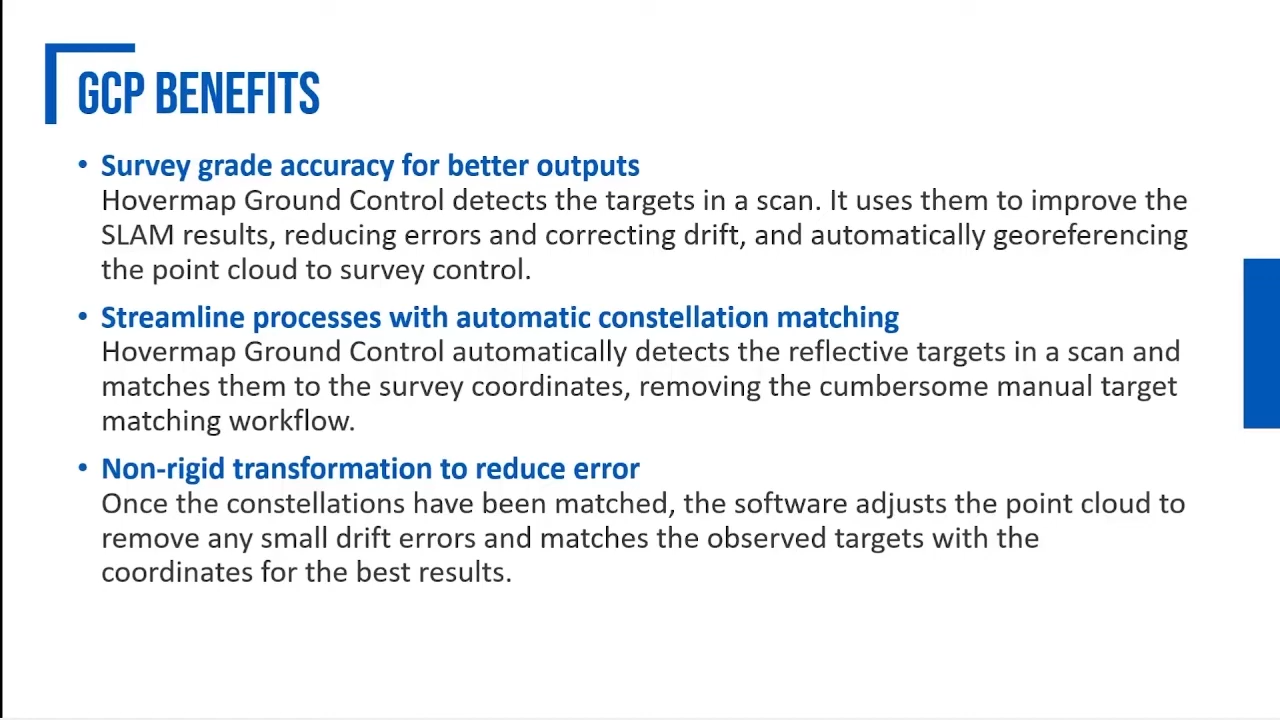 GCP BENEFITS
• Survey grade accuracy for better outputs
Hovermap Ground Control detects the targets in a scan. It uses them to improve the
SLAM results, reducing errors and correcting drift, and automatically georeferencing
the point cloud to survey control.
• Streamline processes with automatic constellation matching
Hovermap Ground Control automatically detects the reflective targets in a scan and
matches them to the survey coordinates, removing the cumbersome manual target
matching workflow.
• Non-rigid transformation to reduce error
Once the constellations have been matched, the software adjusts the point cloud to
remove any small drift errors and matches the observed targets with the
coordinates for the best results.